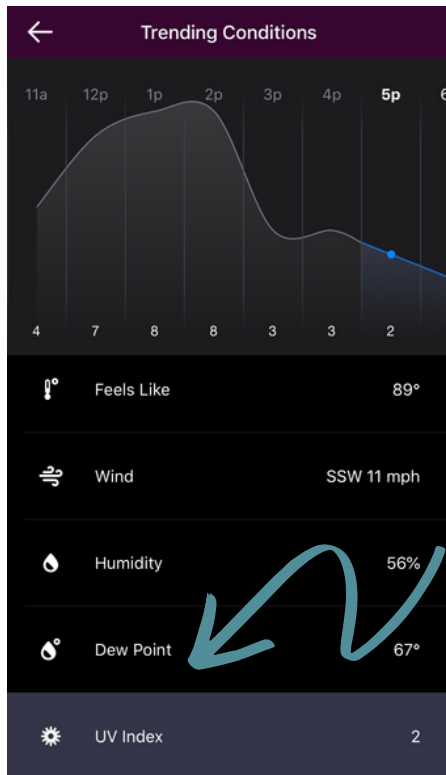 Trending Conditions
11a 12p 1p 2p 3p 4p 5p 6
4 7 8 8 3 3 2
Feels Like 89°
Wind SSW 11 mph
Humidity 56%
Dew Point 67°
UV Index 2